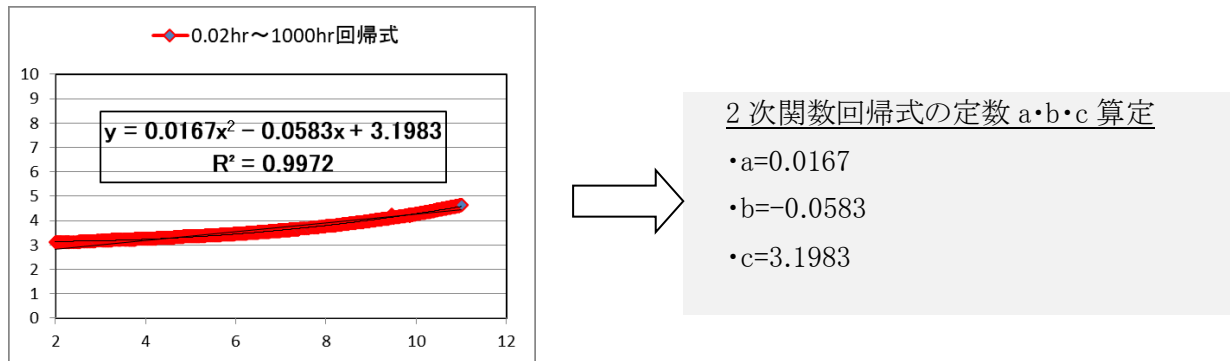 0.02hr～1000hr回帰式
10
9
8
7
6
5
4
3
2
1
0
y = 0.0167x² − 0.0583x + 3.1983
R² = 0.9972
2 4 6 8 10 12
2次関数回帰式の定数 a・b・c 算定
・a=0.0167
・b=-0.0583
・c=3.1983